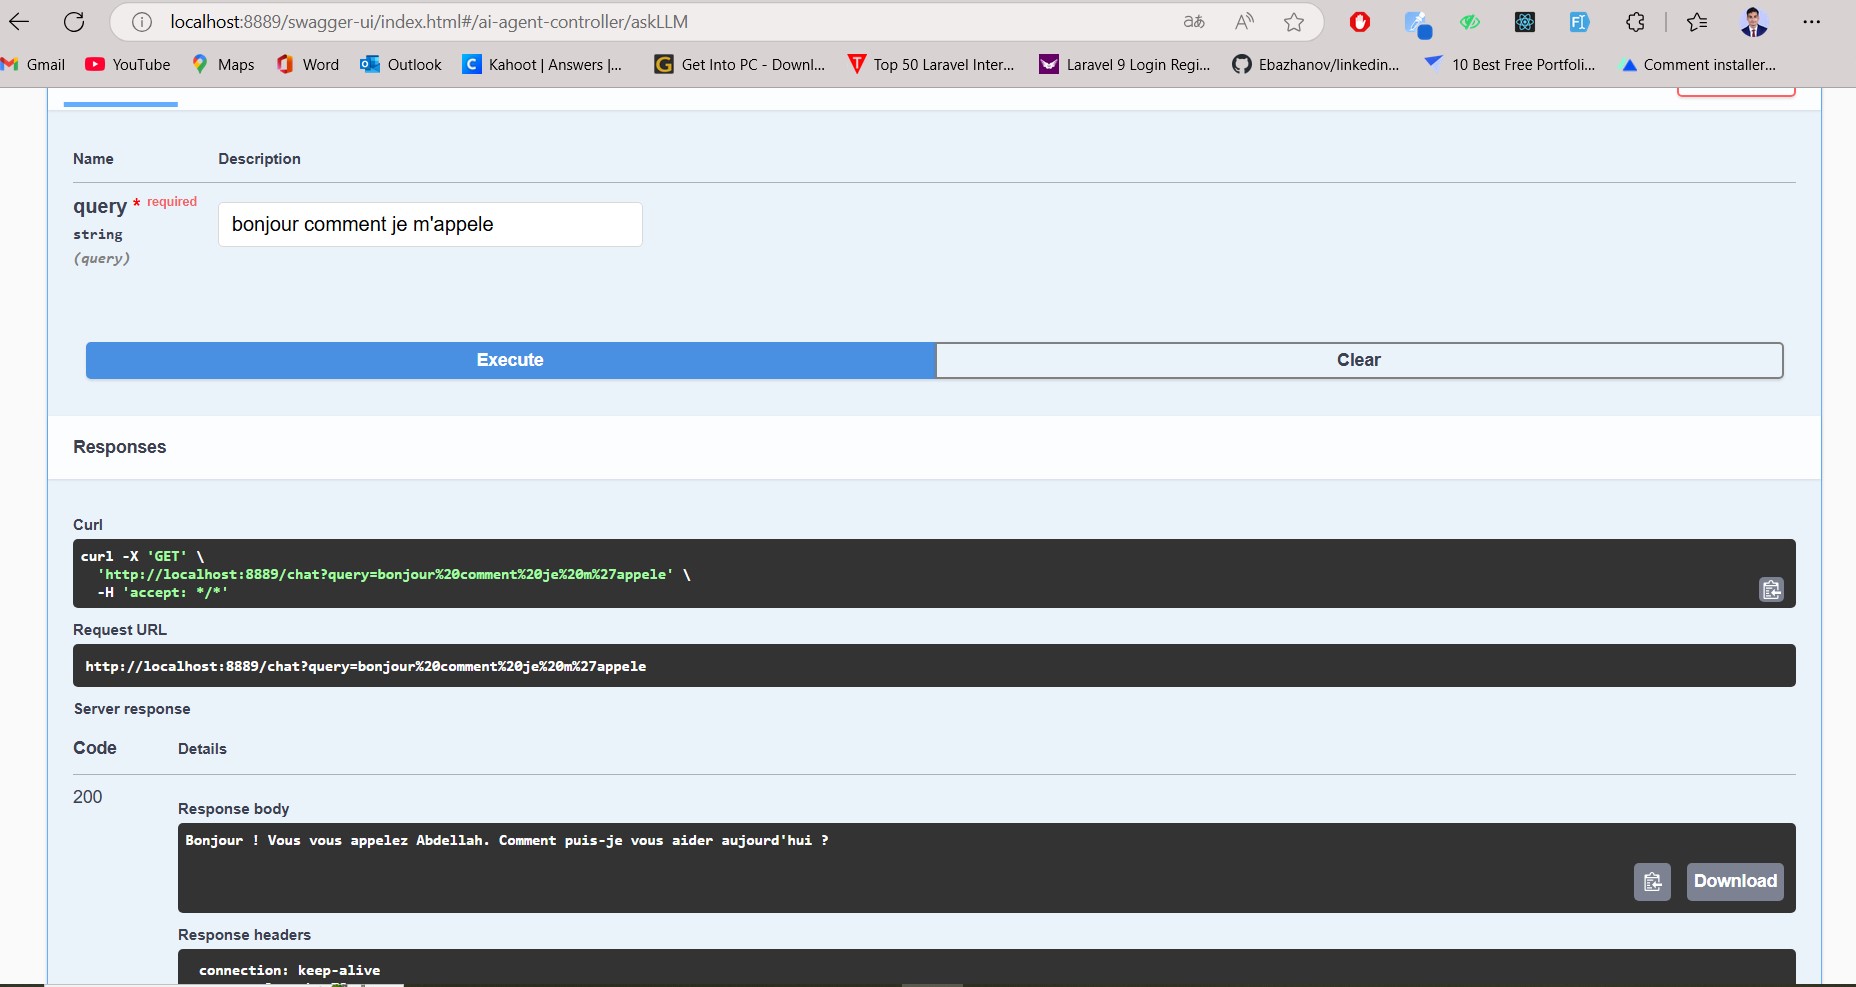 localhost:8889/swagger-ui/index.html#/ai-agent-controller/askLLM
Gmail YouTube Maps Word Outlook Kahoot | Answers |... Get Into PC - Downl... Top 50 Laravel Inter... Laravel 9 Login Regi... Ebazhanov/linkedin... 10 Best Free Portfoli... Comment installer...
Name Description
query * required
string
(query)
bonjour comment je m'appele
Execute Clear
Responses
Curl
curl -X 'GET' \
'http://localhost:8889/chat?query=bonjour%20comment%20je%20m%27appele' \
-H 'accept: */*'
Request URL
http://localhost:8889/chat?query=bonjour%20comment%20je%20m%27appele
Server response
Code Details
200
Response body
Bonjour ! Vous vous appelez Abdellah. Comment puis-je vous aider aujourd'hui ?
Download
Response headers
connection: keep-alive